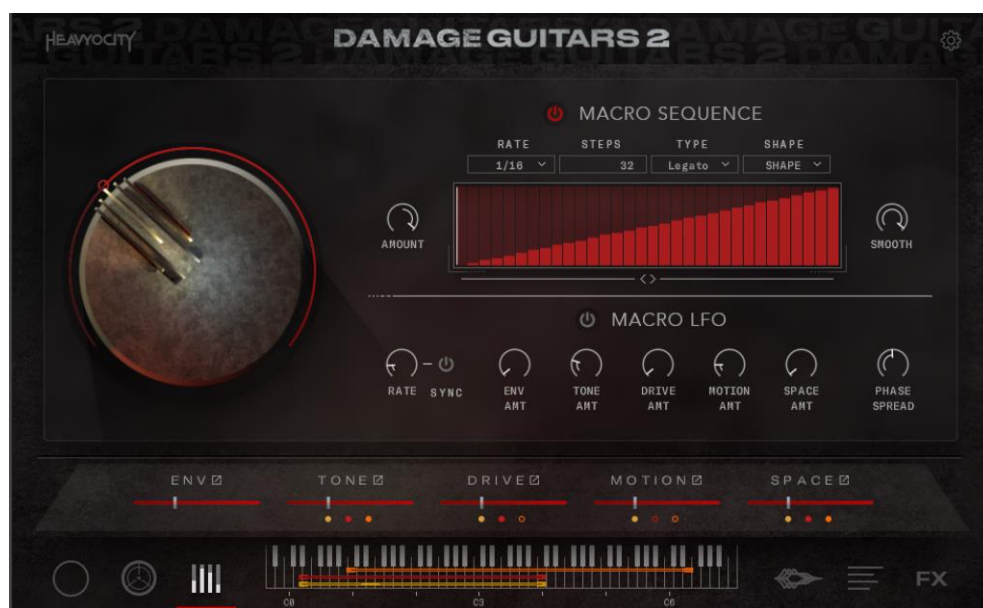 HEAVYOCITY
DAMAGE GUITARS 2
MACRO SEQUENCE
RATE STEPS TYPE SHAPE
1/16 32 Legato SHAPE
AMOUNT
SMOOTH
MACRO LFO
RATE SYNC
ENV AMT
TONE AMT
DRIVE AMT
MOTION AMT
SPACE AMT
PHASE SPREAD
ENV TONE DRIVE MOTION SPACE
C0 C3 C6
FX